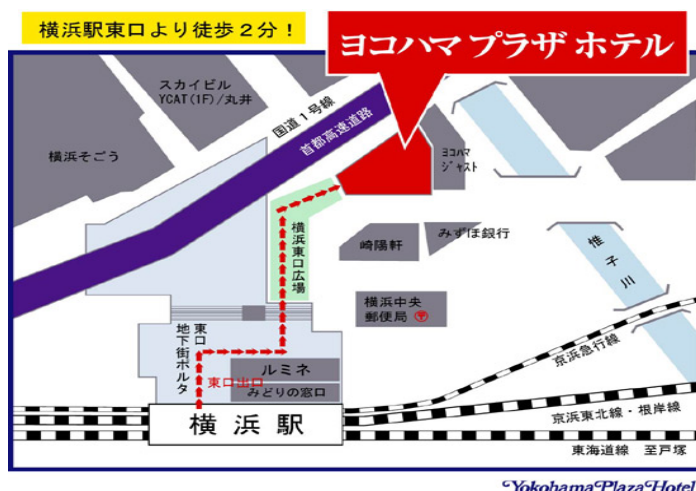 横浜駅東口より徒歩2分!
ヨコハマ プラザ ホテル
スカイビル
YCAT(1F)/丸井
国道1号線
首都高速道路
横浜そごう
ヨコハマ
ジャスト
横浜東口広場
崎陽軒
みずほ銀行
帷子川
横浜中央
郵便局
東口
地下街ポルタ
ルミネ
東口出口
みどりの窓口
京浜急行線
横浜駅
京浜東北線・根岸線
東海道線 至戸塚
Yokohama Plaza Hotel